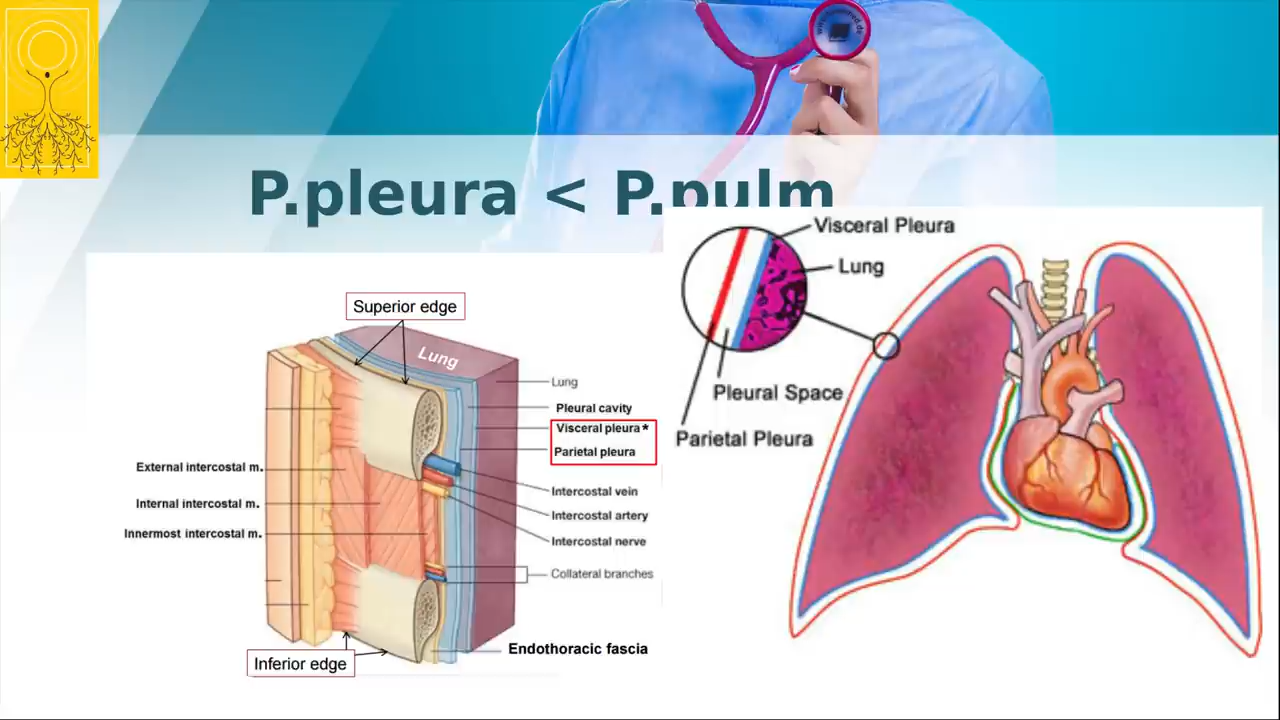 P.pleura < P.pulm
Superior edge
Lung
Lung
Pleural cavity
Visceral pleura*
Parietal pleura
External intercostal m.
Internal intercostal m.
Innermost intercostal m.
Intercostal vein
Intercostal artery
Intercostal nerve
Collateral branches
Endothoracic fascia
Inferior edge
Visceral Pleura
Lung
Pleural Space
Parietal Pleura